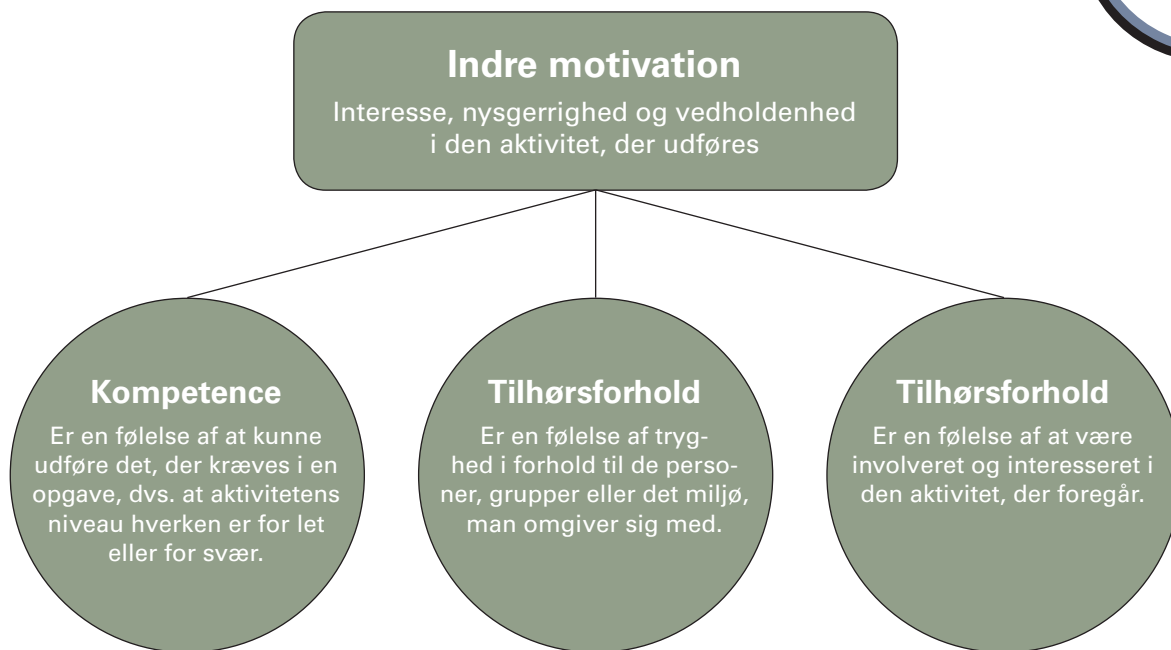 Indre motivation
Interesse, nysgerrighed og vedholdenhed
i den aktivitet, der udføres
Kompetence
Er en følelse af at kunne
udføre det, der kræves i en
opgave, dvs. at aktivitetens
niveau hverken er for let
eller for svær.
Tilhørsforhold
Er en følelse af tryg-
hed i forhold til de perso-
ner, grupper eller det miljø,
man omgiver sig med.
Tilhørsforhold
Er en følelse af at være
involveret og interesseret i
den aktivitet, der foregår.